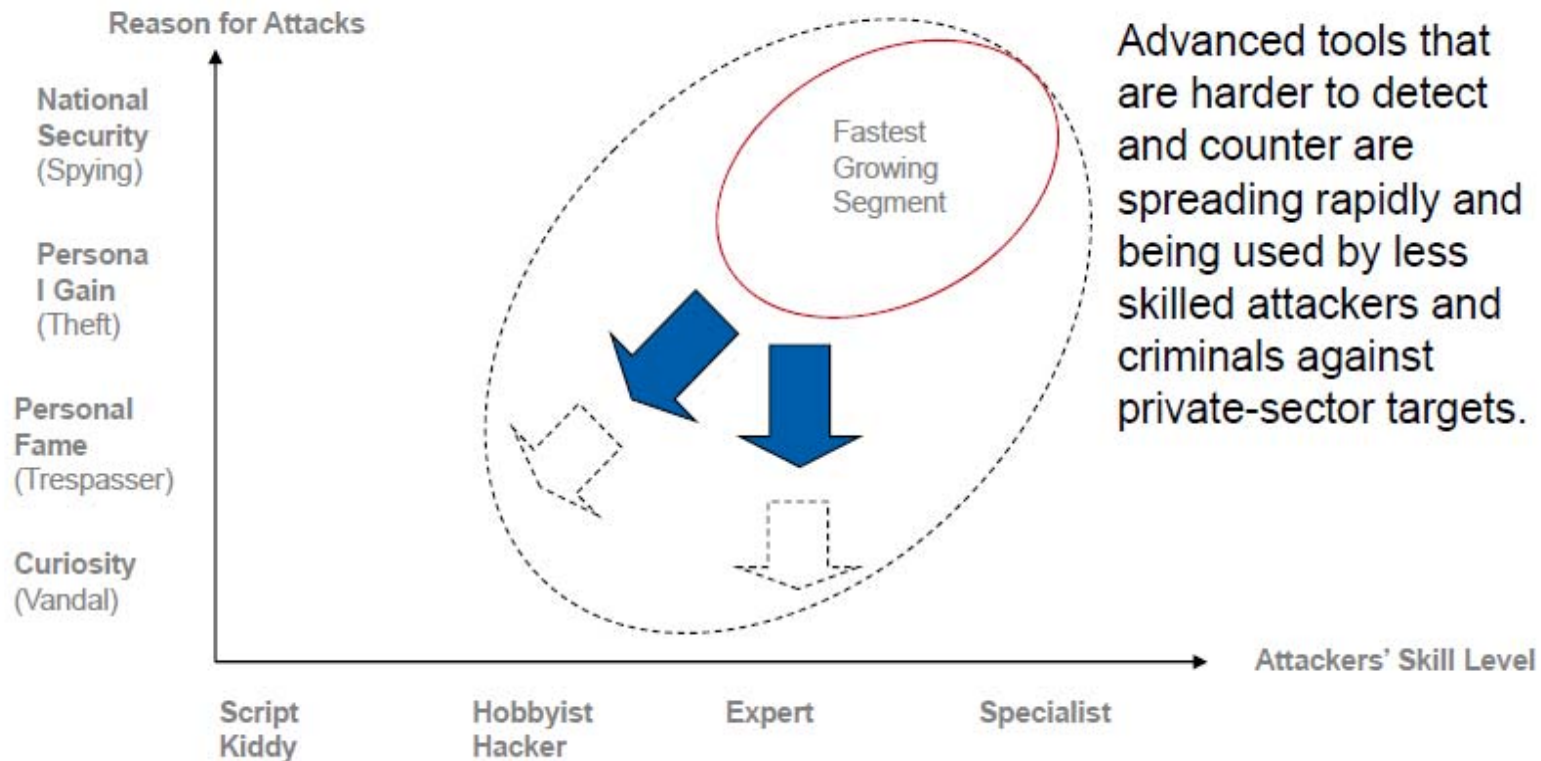 Reason for Attacks
National
Security
(Spying)
Persona
l Gain
(Theft)
Personal
Fame
(Trespasser)
Curiosity
(Vandal)
Fastest
Growing
Segment
Advanced tools that
are harder to detect
and counter are
spreading rapidly and
being used by less
skilled attackers and
criminals against
private-sector targets.
Attackers’ Skill Level
Script
Kiddy
Hobbyist
Hacker
Expert
Specialist